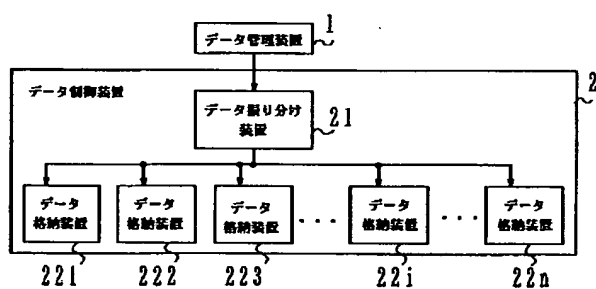 データ管理装置
1
データ制御装置
2
データ振り分け
装置
21
データ
格納装置
データ
格納装置
データ
格納装置
・・・
データ
格納装置
・・・
データ
格納装置
221
222
223
22i
22n